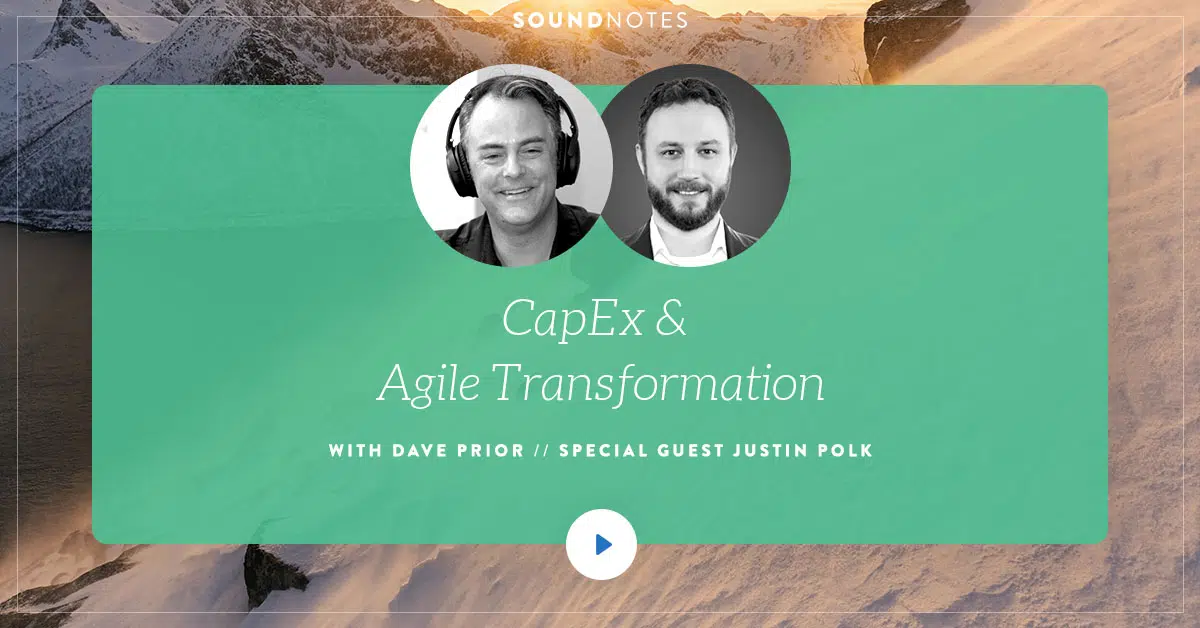 SOUNDNOTES
CapEx &
Agile Transformation
WITH DAVE PRIOR // SPECIAL GUEST JUSTIN POLK